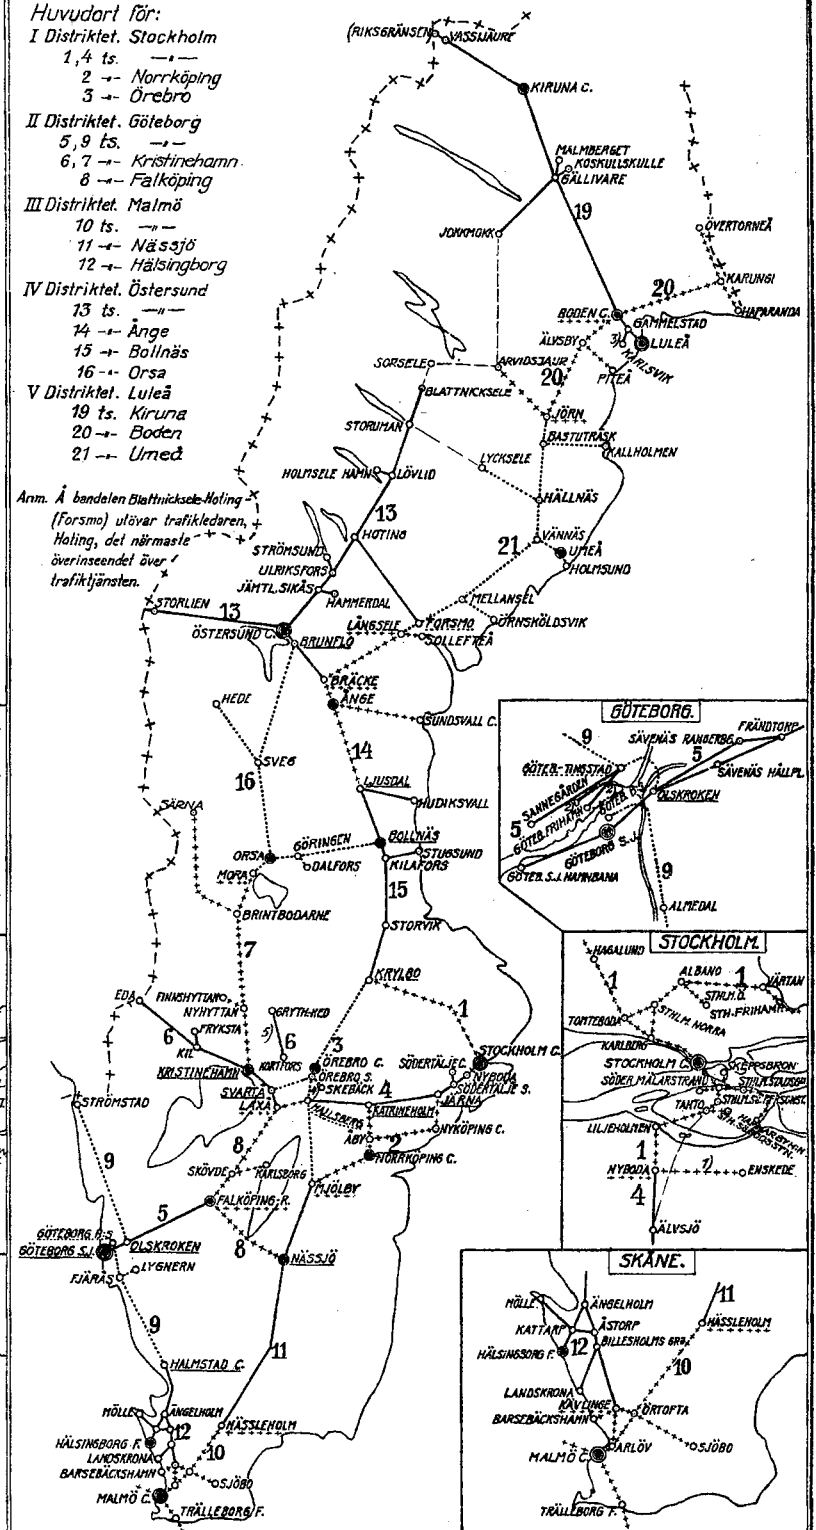 Huvudort för:
I Distriktet. Stockholm
1,4 ts. —"—
2 -"- Norrköping
3 -"- Örebro
II Distriktet. Göteborg
5,9 ts. —"—
6,7 -"- Kristinehamn
8 -"- Falköping
III Distriktet. Malmö
10 ts. —"—
11 -"- Nässjö
12 -"- Hälsingborg
IV Distriktet. Östersund
13 ts. —"—
14 -"- Ånge
15 -"- Bollnäs
16 -"- Orsa
V Distriktet. Luleå
19 ts. Kiruna
20 -"- Boden
21 -"- Umeå
Anm. Å bandelen Blattnicksele-Hoting-
(Forsmo) utövar trafikledaren,
Hoting, det närmaste
överinseendet över
trafiktjänsten.
(RIKSGRÄNSEN
VASSIJAURE
KIRUNA C.
MALMBERGET
KOSKULLSKULLE
GÄLLIVARE
19
JOKKMOKK
ÖVERTORNEÅ
KARUNGI
20
HAPARANDA
BODEN C.
GAMMELSTAD
ÄLVSBY
3)
LULEÅ
KARLSVIK
SORSELE
ARVIDSJAUR
20
PITEÅ
BLATTNICKSELE
JÖRN
STORUMAN
BASTUTRÄSK
KALLHOLMEN
LYCKSELE
HOLMSELE HAMN
LÖVLID
HÄLLNÄS
13
HOTING
VÄNNÄS
21
UMEÅ
STRÖMSUND
HOLMSUND
ULRIKSFORS
JÄMTL. SIKÅS
HAMMERDAL
MELLANSEL
STORLIEN
13
FORSMO
ÖRNSKÖLDSVIK
ÖSTERSUND C.
LÅNGSELE
BRUNFLO
SOLLEFTEÅ
BRÄCKE
HEDE
ÅNGE
SUNDSVALL C.
14
SVEG
16
LJUSDAL
HUDIKSVALL
SÄRNA
BOLLNÄS
GÖRINGEN
ORSA
STUGSUND
DALFORS
KILAFORS
MORA
15
BRINTBODARNE
STORVIK
7
KRYLBO
EDA
FINNSHYTTAN
NYHYTTAN
GRYTH-HED
1
FRYKSTA
6
5)
6
KIL
KORTFORS
3
STOCKHOLM C.
KRISTINEHAMN
ÖREBRO C.
SÖDERTÄLJE C.
ÖREBRO S.
NYBODA
SVARTÅ
SKEBÄCK
SÖDERTÄLJE S.
STRÖMSTAD
LAXÅ
4
JÄRNA
HALLSBERG
KATRINEHOLM
ÅBY
NYKÖPING C.
8
2
9
SKÖVDE
KARLSBORG
NORRKÖPING C.
MJÖLBY
5
FALKÖPING-R.
GÖTEBORG B.S.
OLSKROKEN
8
GÖTEBORG S.J.
NÄSSJÖ
LYGNERN
FJÄRÅS
9
11
HALMSTAD C.
MÖLLE
ÄNGELHOLM
HÄSSLEHOLM
HÄLSINGBORG F.
12
10
LANDSKRONA
BARSEBÄCKSHAMN
SJÖBO
MALMÖ C.
TRÄLLEBORG F.
GÖTEBORG.
FRÄNDTORP
9
SÄVENÄS RANGERBG.
5
GÖTEB.-TINGSTAD
SÄVENÄS HÅLLPL.
SANNEGÅRDEN
OLSKROKEN
5
GÖTEB. FRIHAMN
GÖTEB. B.S.
GÖTEBORG S.J.
GÖTEB. S.J. HAMNBANA
9
ALMEDAL
STOCKHOLM.
HAGALUND
1
ALBANO
1
VÄRTAN
STHLM. Ö.
TOMTEBODA
STHLM. NORRA
STH. FRIHAMN
KARLBERG
STOCKHOLM C.
SKEPPSBRON
SÖDER MÄLARSTRAND
TANTO
LILJEHOLMEN
1
NYBODA
1)
ENSKEDE
4
ÄLVSJÖ
SKÅNE.
MÖLLE
ÄNGELHOLM
11
KATTARP
ÅSTORP
HÄSSLEHOLM
12
BILLESHOLMS GRV.
HÄLSINGBORG F.
10
LANDSKRONA
KÄVLINGE
ÖRTOFTA
BARSEBÄCKSHAMN
ARLÖV
SJÖBO
MALMÖ C.
TRÄLLEBORG F.